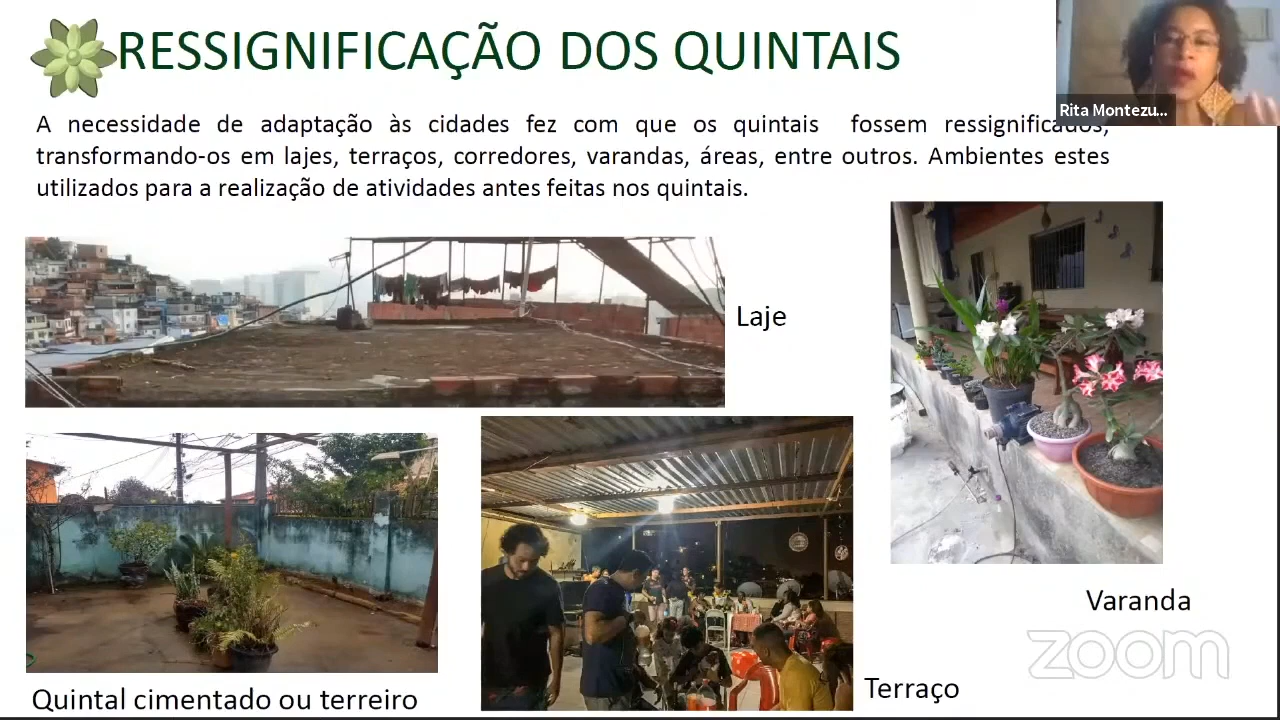 RESSIGNIFICAÇÃO DOS QUINTAIS
Rita Montezu...
A necessidade de adaptação às cidades fez com que os quintais fossem ressignificados,
transformando-os em lajes, terraços, corredores, varandas, áreas, entre outros. Ambientes estes
utilizados para a realização de atividades antes feitas nos quintais.
Laje
Varanda
zoom
Terraço
Quintal cimentado ou terreiro